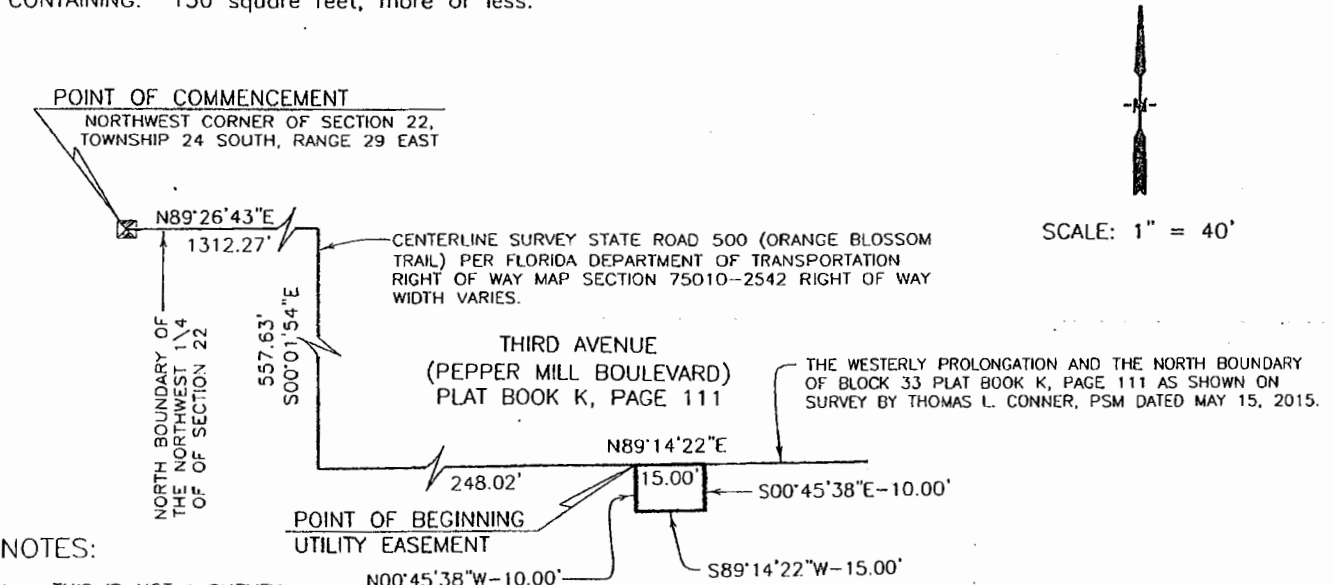 CONTAINING: 150 square feet, more or less.
POINT OF COMMENCEMENT
NORTHWEST CORNER OF SECTION 22,
TOWNSHIP 24 SOUTH, RANGE 29 EAST
N
SCALE: 1" = 40'
N89°26'43"E
1312.27'
CENTERLINE SURVEY STATE ROAD 500 (ORANGE BLOSSOM
TRAIL) PER FLORIDA DEPARTMENT OF TRANSPORTATION
RIGHT OF WAY MAP SECTION 75010-2542 RIGHT OF WAY
WIDTH VARIES.
NORTH BOUNDARY OF
THE NORTHWEST 1\4
OF OF SECTION 22
557.63'
S00°01'54"E
THIRD AVENUE
(PEPPER MILL BOULEVARD)
PLAT BOOK K, PAGE 111
THE WESTERLY PROLONGATION AND THE NORTH BOUNDARY
OF BLOCK 33 PLAT BOOK K, PAGE 111 AS SHOWN ON
SURVEY BY THOMAS L. CONNER, PSM DATED MAY 15, 2015.
N89°14'22"E
248.02'
15.00'
S00°45'38"E-10.00'
POINT OF BEGINNING
UTILITY EASEMENT
N00°45'38"W-10.00'
S89°14'22"W-15.00'
NOTES:
THIS IS NOT A SURVEY